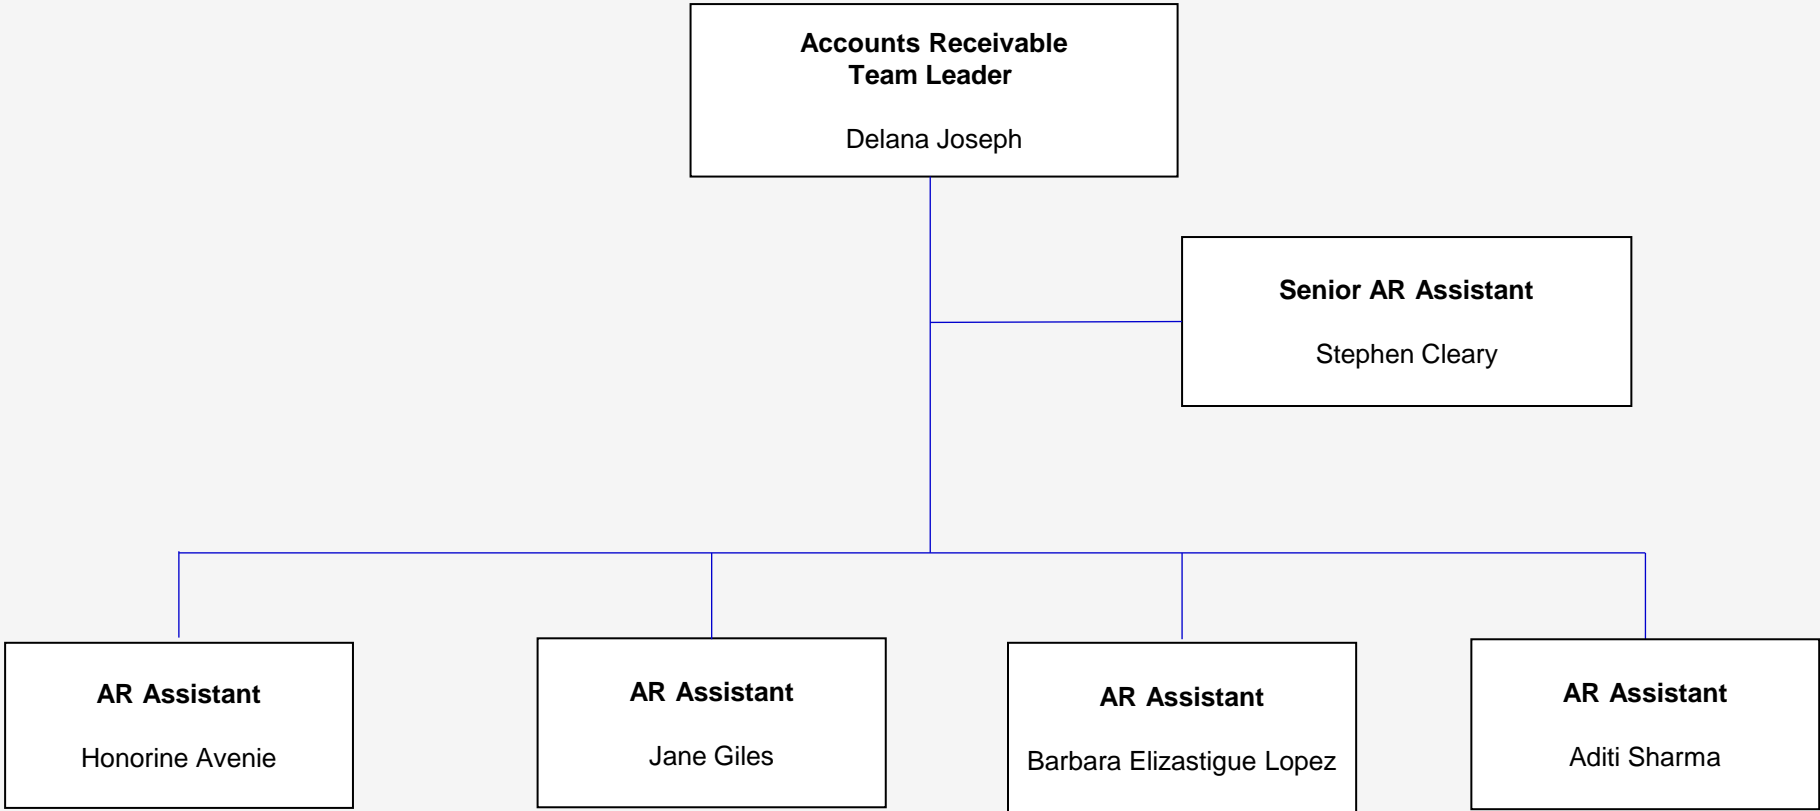 Accounts Receivable
Team Leader
Delana Joseph
Senior AR Assistant
Stephen Cleary
AR Assistant
Honorine Avenie
AR Assistant
Jane Giles
AR Assistant
Barbara Elizastigue Lopez
AR Assistant
Aditi Sharma